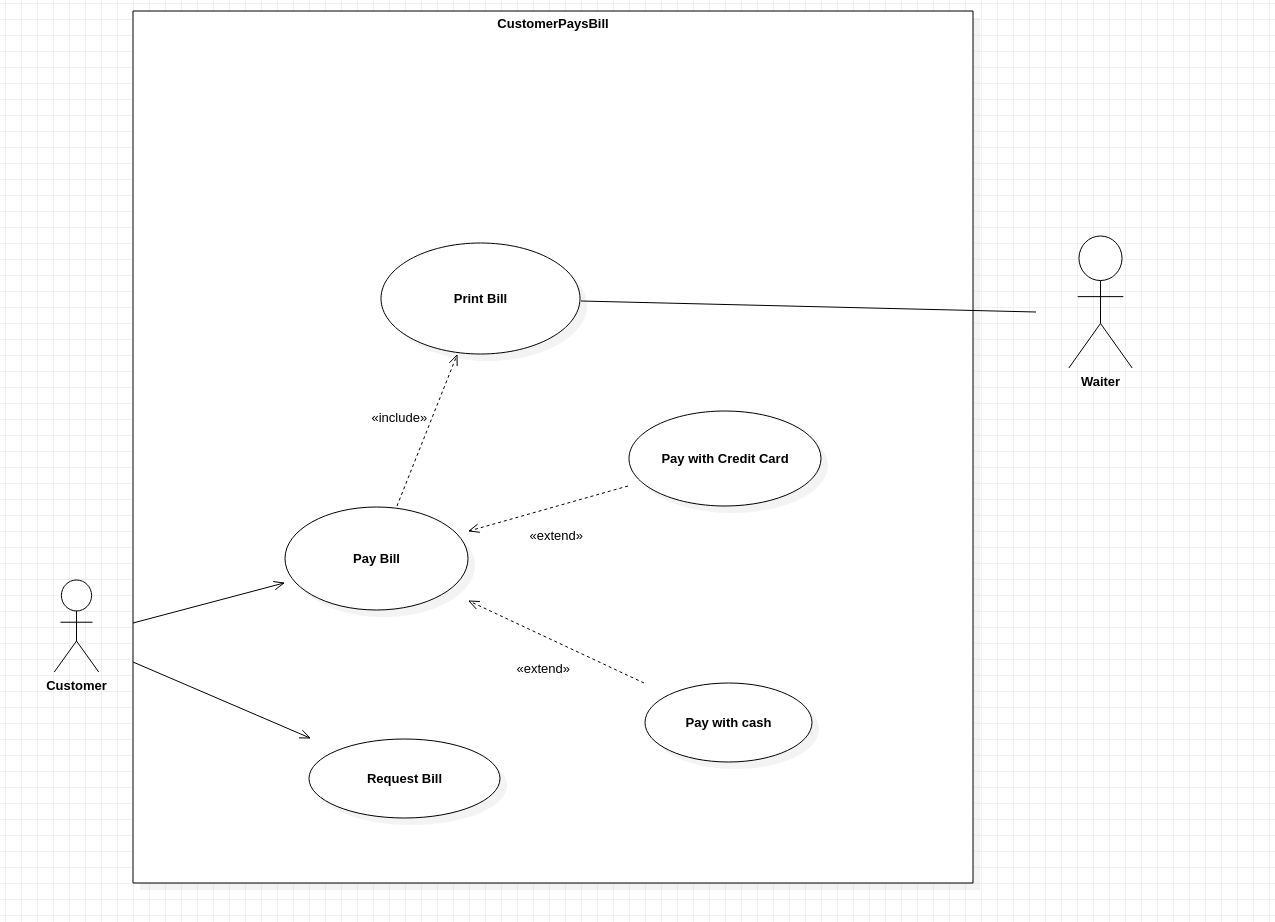 CustomerPaysBill
Print Bill
Waiter
«include»
Pay with Credit Card
«extend»
Pay Bill
Customer
«extend»
Pay with cash
Request Bill